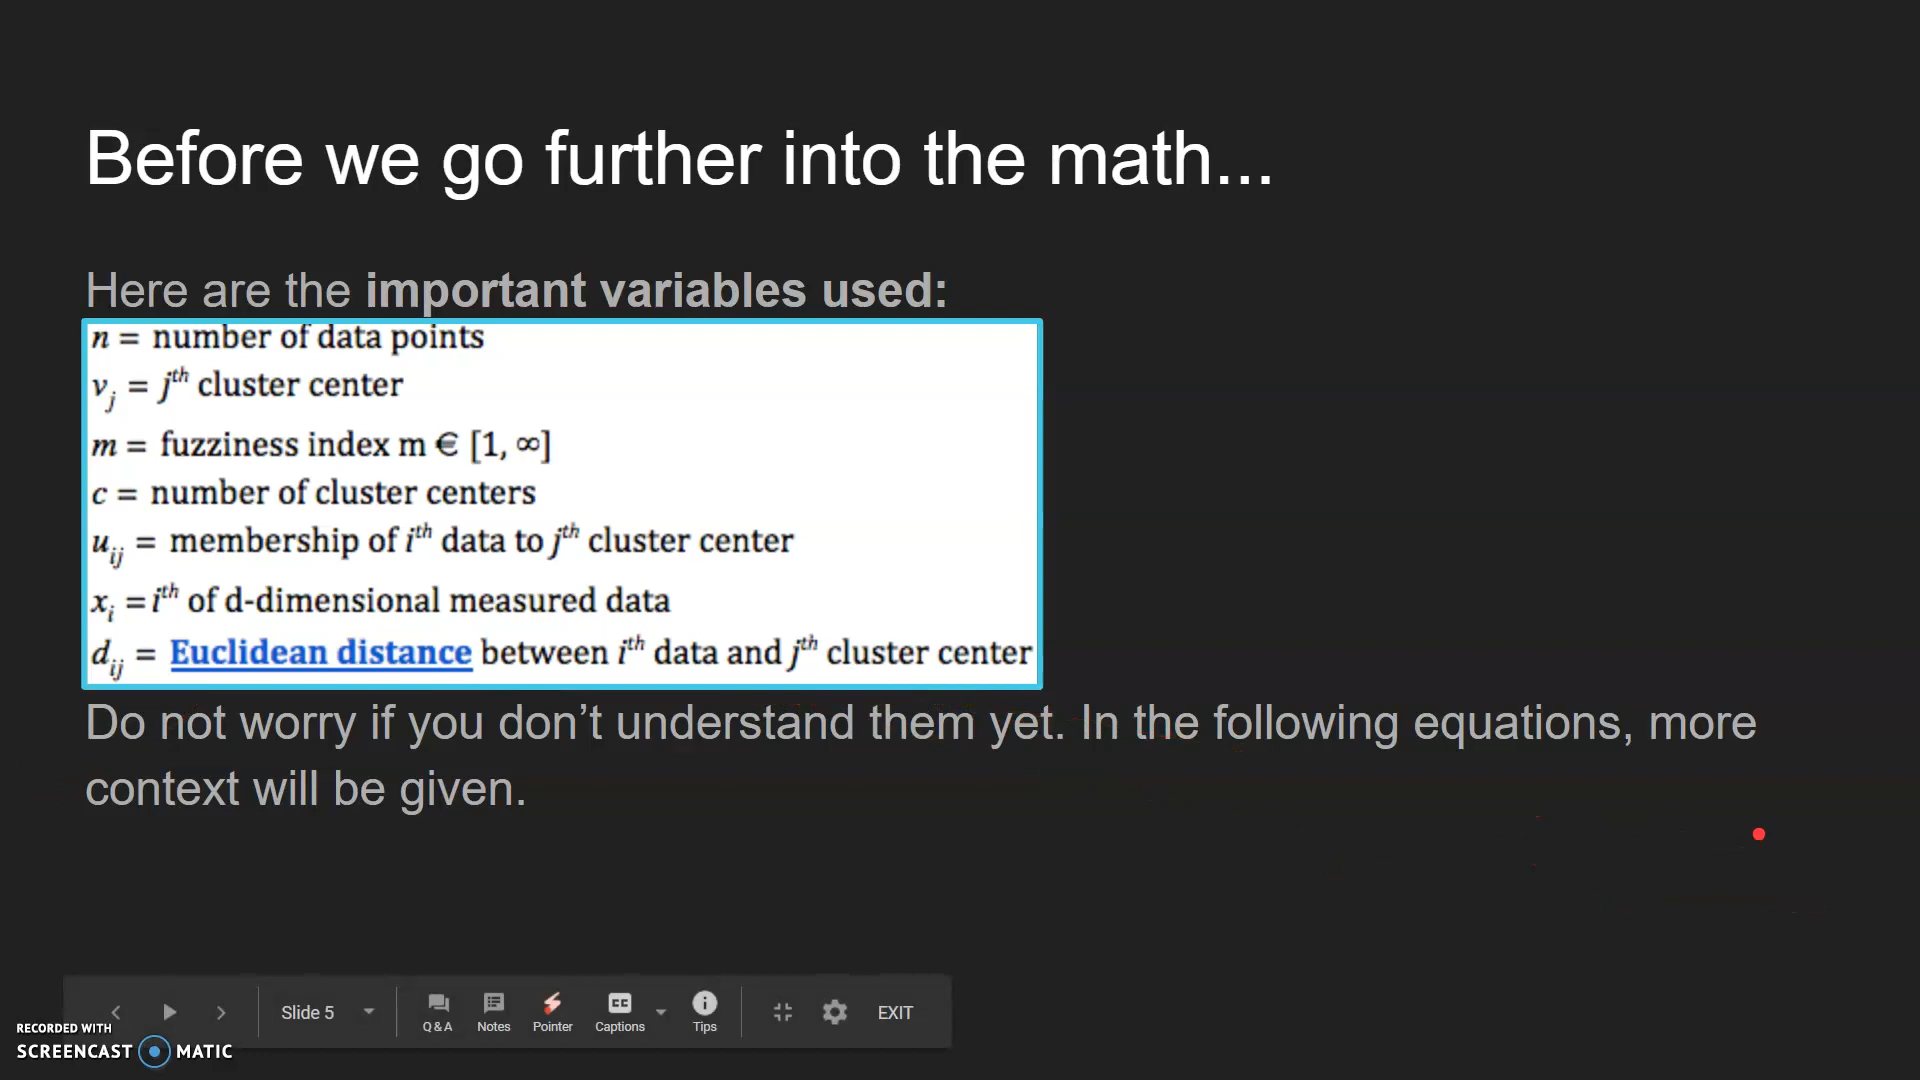 Before we go further into the math...
Here are the important variables used:
n = number of data points
vj = jth cluster center
m = fuzziness index m € [1, ∞]
c = number of cluster centers
uij = membership of ith data to jth cluster center
xi = ith of d-dimensional measured data
dij = Euclidean distance between ith data and jth cluster center
Do not worry if you don’t understand them yet. In the following equations, more
context will be given.
Slide 5
Q&A
Notes
Pointer
CC
Captions
Tips
EXIT
RECORDED WITH
SCREENCAST MATIC